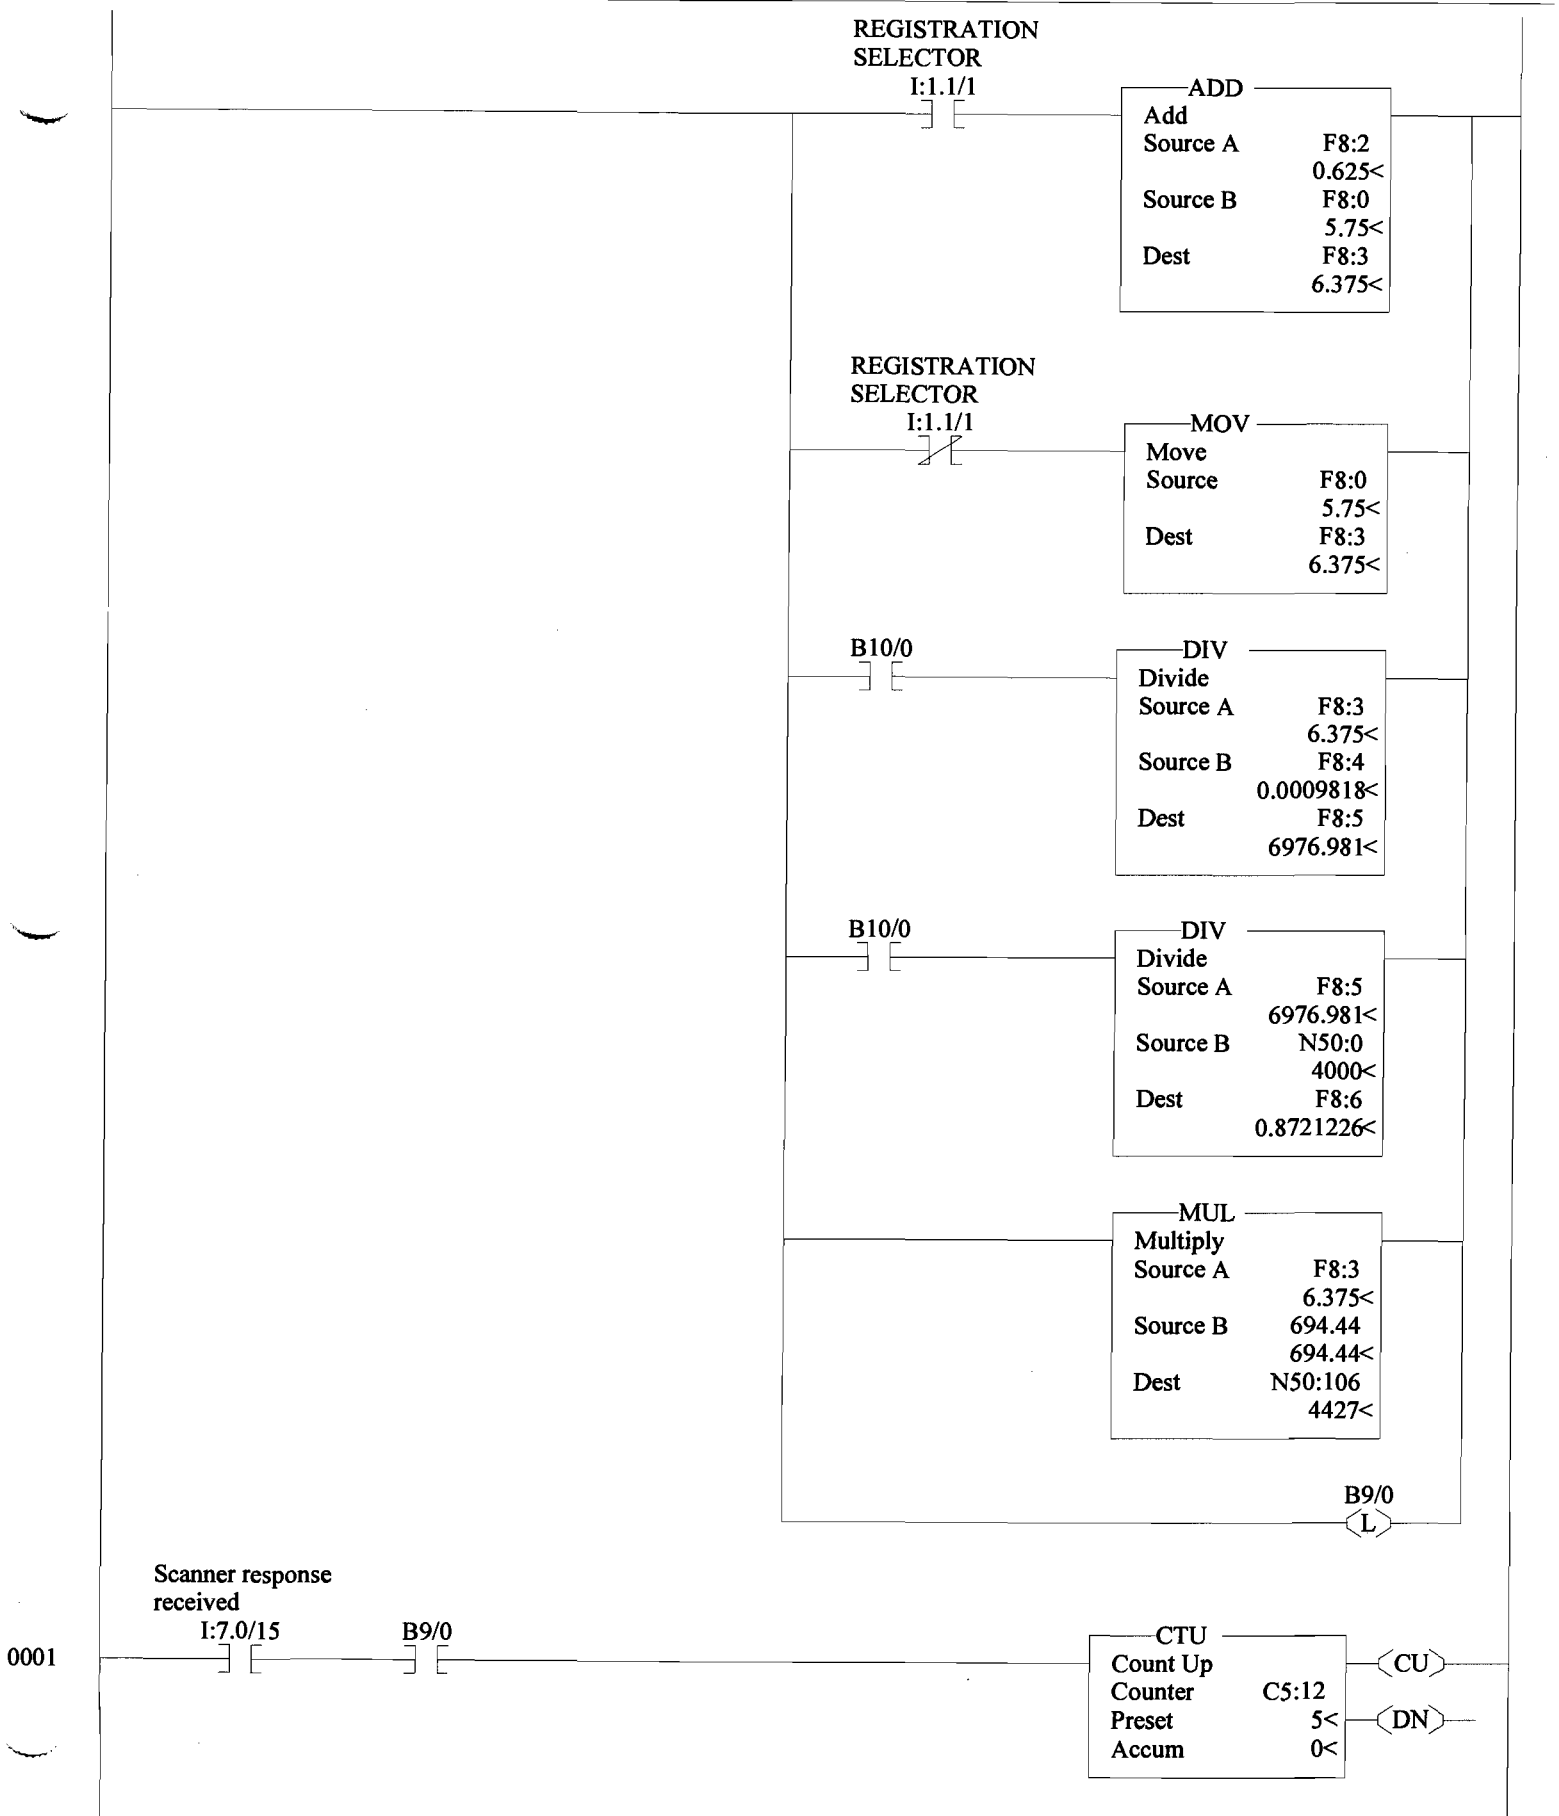 REGISTRATION
SELECTOR
I:1.1/1
ADD
Add
Source A F8:2
0.625<
Source B F8:0
5.75<
Dest F8:3
6.375<
REGISTRATION
SELECTOR
I:1.1/1
MOV
Move
Source F8:0
5.75<
Dest F8:3
6.375<
B10/0
DIV
Divide
Source A F8:3
6.375<
Source B F8:4
0.0009818<
Dest F8:5
6976.981<
B10/0
DIV
Divide
Source A F8:5
6976.981<
Source B N50:0
4000<
Dest F8:6
0.8721226<
MUL
Multiply
Source A F8:3
6.375<
Source B 694.44
694.44<
Dest N50:106
4427<
B9/0
L
Scanner response
received
I:7.0/15 B9/0
0001
CTU
Count Up CU
Counter C5:12
Preset 5< DN
Accum 0<